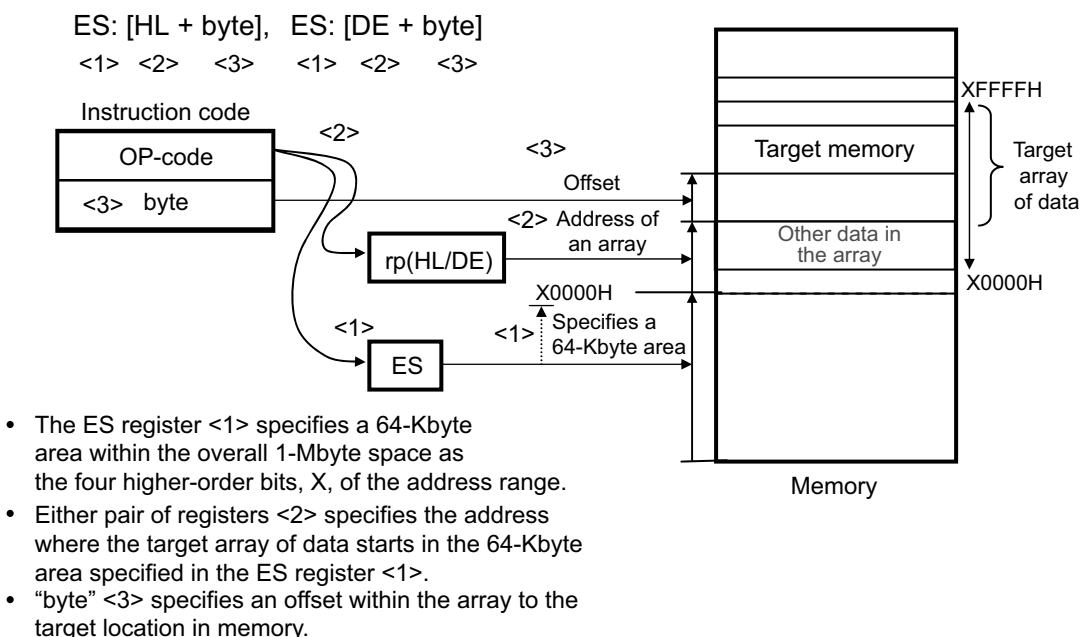 ES: [HL + byte], ES: [DE + byte]
<1> <2> <3> <1> <2> <3>
Instruction code
OP-code
<3> byte
<2>
<3>
Offset
<2> Address of
an array
rp(HL/DE)
X0000H
<1>
<1>
Specifies a
64-Kbyte area
ES
XFFFFH
Target memory
Target
array
of data
Other data in
the array
X0000H
Memory
• The ES register <1> specifies a 64-Kbyte
area within the overall 1-Mbyte space as
the four higher-order bits, X, of the address range.
• Either pair of registers <2> specifies the address
where the target array of data starts in the 64-Kbyte
area specified in the ES register <1>.
• “byte” <3> specifies an offset within the array to the
target location in memory.